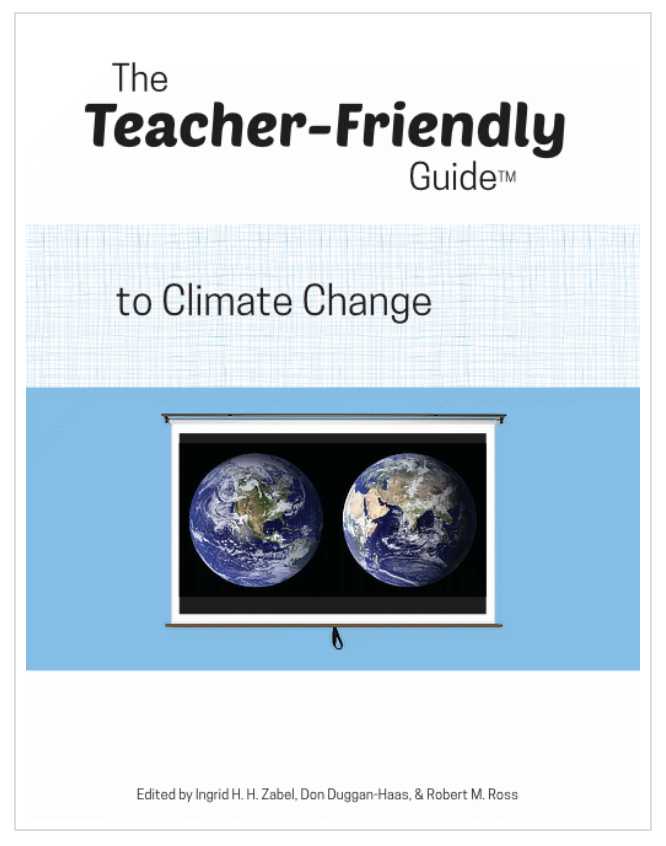 The
Teacher-Friendly
Guide™
to Climate Change
Edited by Ingrid H. H. Zabel, Don Duggan-Haas, & Robert M. Ross